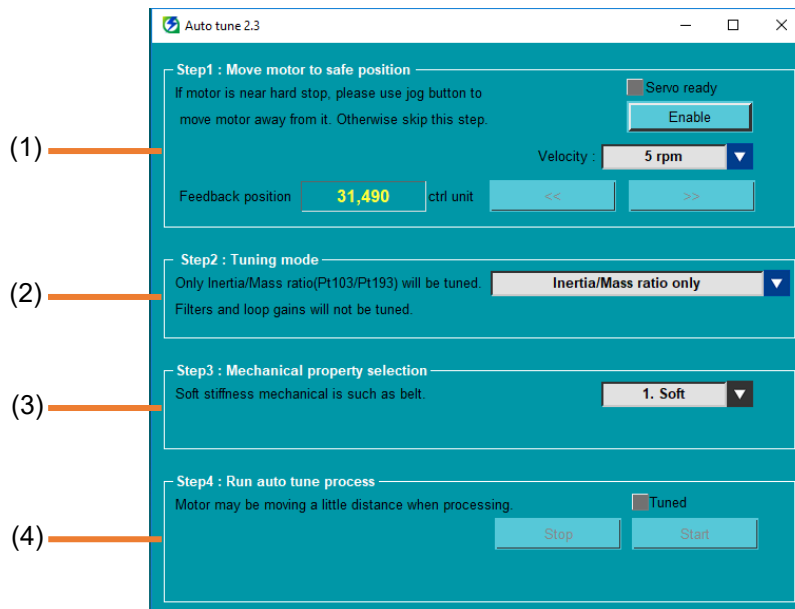 Auto tune 2.3
Step1 : Move motor to safe position
If motor is near hard stop, please use jog button to
Servo ready
move motor away from it. Otherwise skip this step.
Enable
(1)
Velocity :
5 rpm
Feedback position
31,490
ctrl unit
<<
>>
Step2 : Tuning mode
Only Inertia/Mass ratio(Pt103/Pt193) will be tuned.
Inertia/Mass ratio only
(2)
Filters and loop gains will not be tuned.
Step3 : Mechanical property selection
Soft stiffness mechanical is such as belt.
1. Soft
(3)
Step4 : Run auto tune process
Motor may be moving a little distance when processing.
Tuned
(4)
Stop
Start